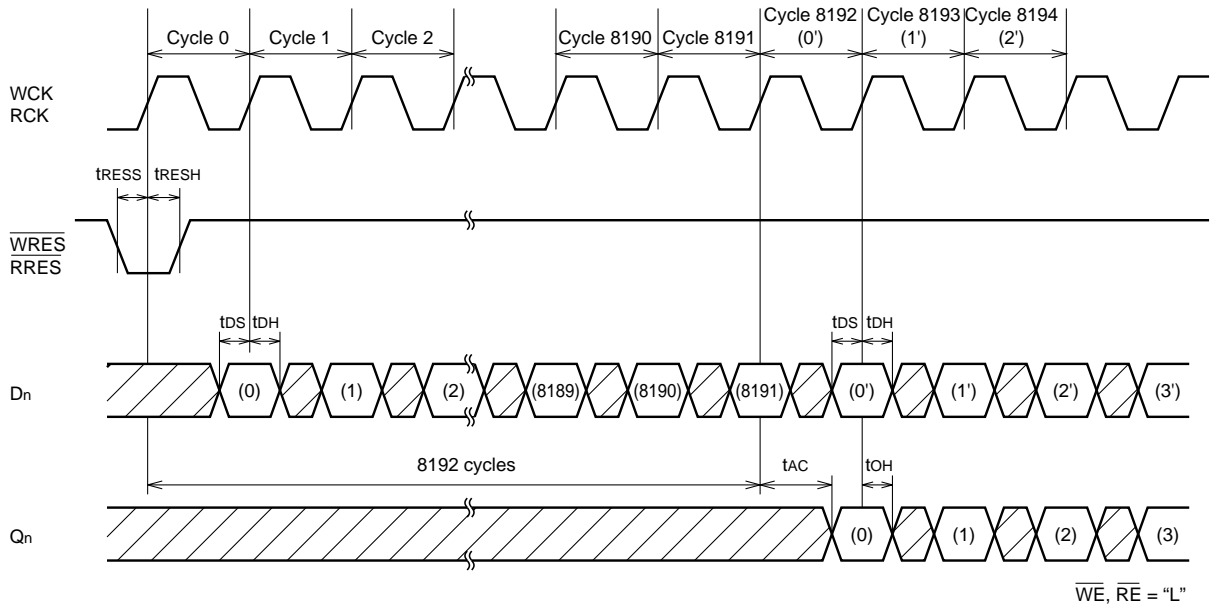 Cycle 0 Cycle 1 Cycle 2 Cycle 8190 Cycle 8191 Cycle 8192 (0') Cycle 8193 (1') Cycle 8194 (2')
WCK
RCK
tRESS tRESH
WRES
RRES
tDS tDH tDS tDH
Dn (0) (1) (2) (8189) (8190) (8191) (0') (1') (2') (3')
8192 cycles tAC tOH
Qn (0) (1) (2) (3)
WE, RE = “L”